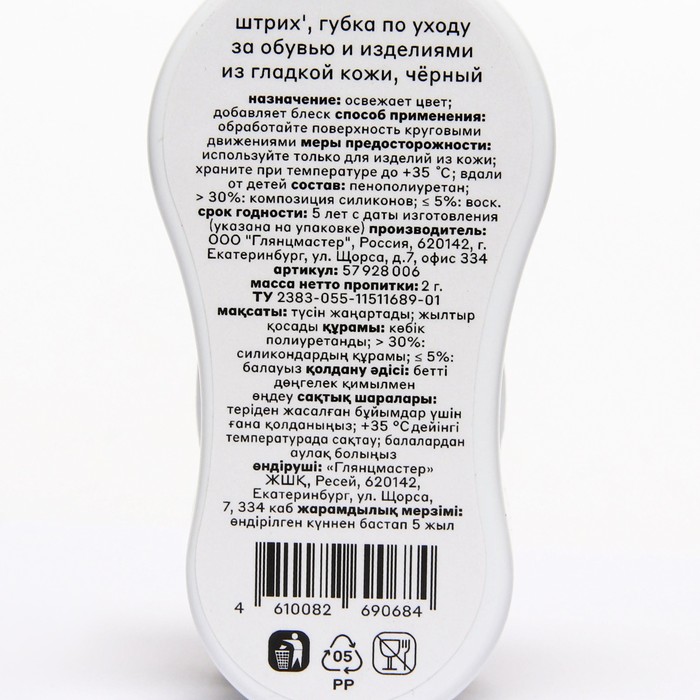 штрих', губка по уходу
за обувью и изделиями
из гладкой кожи, чёрный
назначение: освежает цвет;
добавляет блеск способ применения:
обработайте поверхность круговыми
движениями меры предосторожности:
используйте только для изделий из кожи;
храните при температуре до +35 °C; вдали
от детей состав: пенополиуретан;
> 30%: композиция силиконов; ≤ 5%: воск.
срок годности: 5 лет с даты изготовления
(указана на упаковке) производитель:
ООО "Глянцмастер", Россия, 620142, г.
Екатеринбург, ул. Щорса, д.7, офис 334
артикул: 57 928 006
масса нетто пропитки: 2 г.
ТУ 2383-055-11511689-01
мақсаты: түсін жаңартады; жылтыр
қосады құрамы: көбік
полиуретанды; > 30%:
силикондардың құрамы; ≤ 5%:
балауыз қолдану әдісі: бетті
дөңгелек қимылмен
өңдеу сақтық шаралары:
теріден жасалған бұйымдар үшін
ғана қолданыңыз; +35 °C дейінгі
температурада сақтау; балалардан
аулақ болыңыз
өндіруші: «Глянцмастер»
ЖШҚ, Ресей, 620142,
Екатеринбург, ул. Щорса,
7, 334 каб жарамдылық мерзімі:
өндірілген күннен бастап 5 жыл
4 610082 690684
05
PP